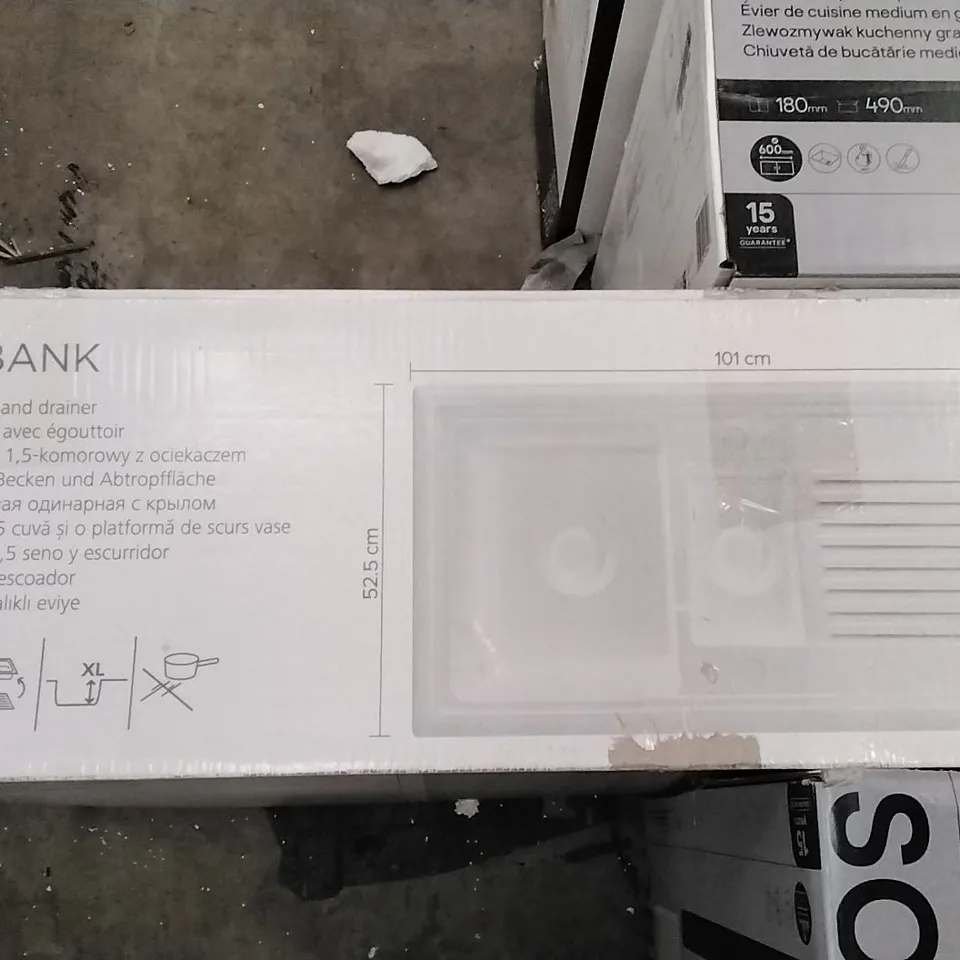 Évier de cuisine medium en g
Zlewozmywak kuchenny gra
Chiuvetă de bucătărie medi
180mm 490mm
600mm
15
years
GUARANTEE*
BANK
and drainer
avec égouttoir
1,5-komorowy z ociekaczem
Becken und Abtropffläche
ая одинарная с крылом
5 cuvă și o platformă de scurs vase
,5 seno y escurridor
escoador
alıklı eviye
XL
101 cm
52.5 cm
SO